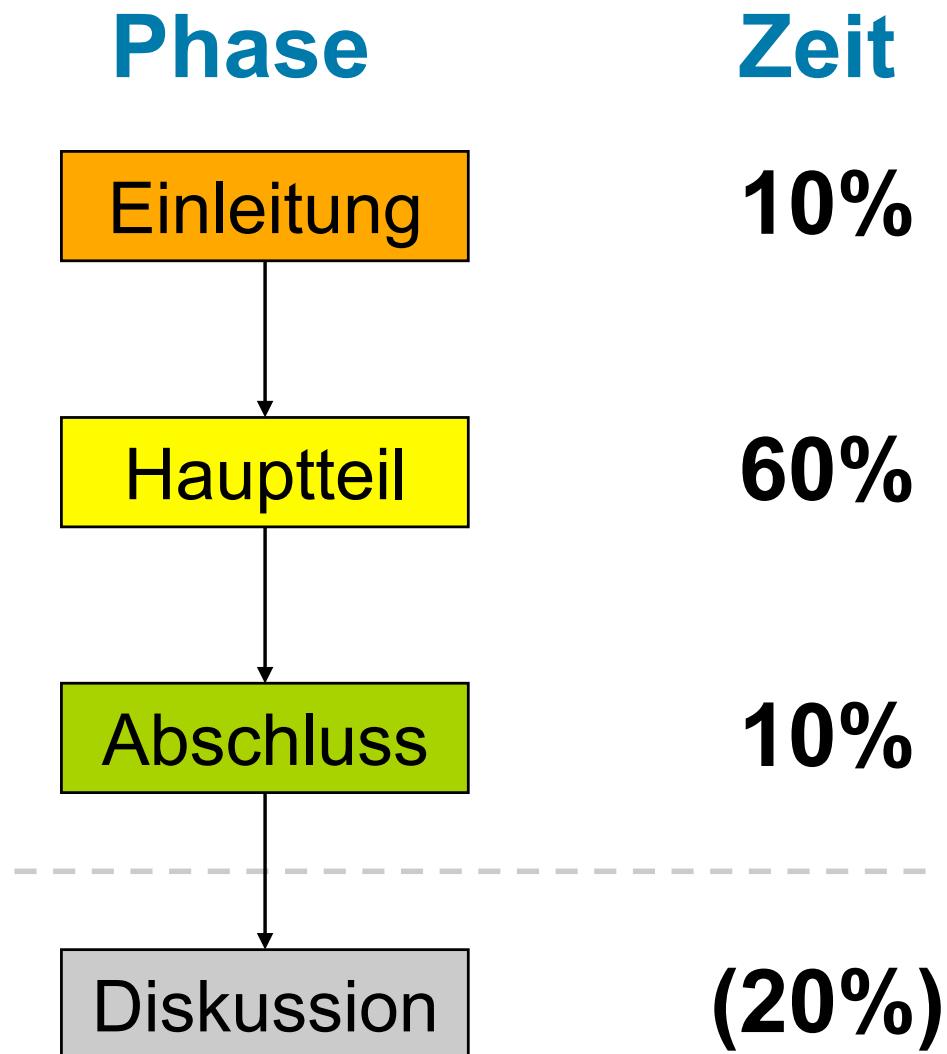 Phase Zeit
Einleitung 10%
Hauptteil 60%
Abschluss 10%
Diskussion (20%)